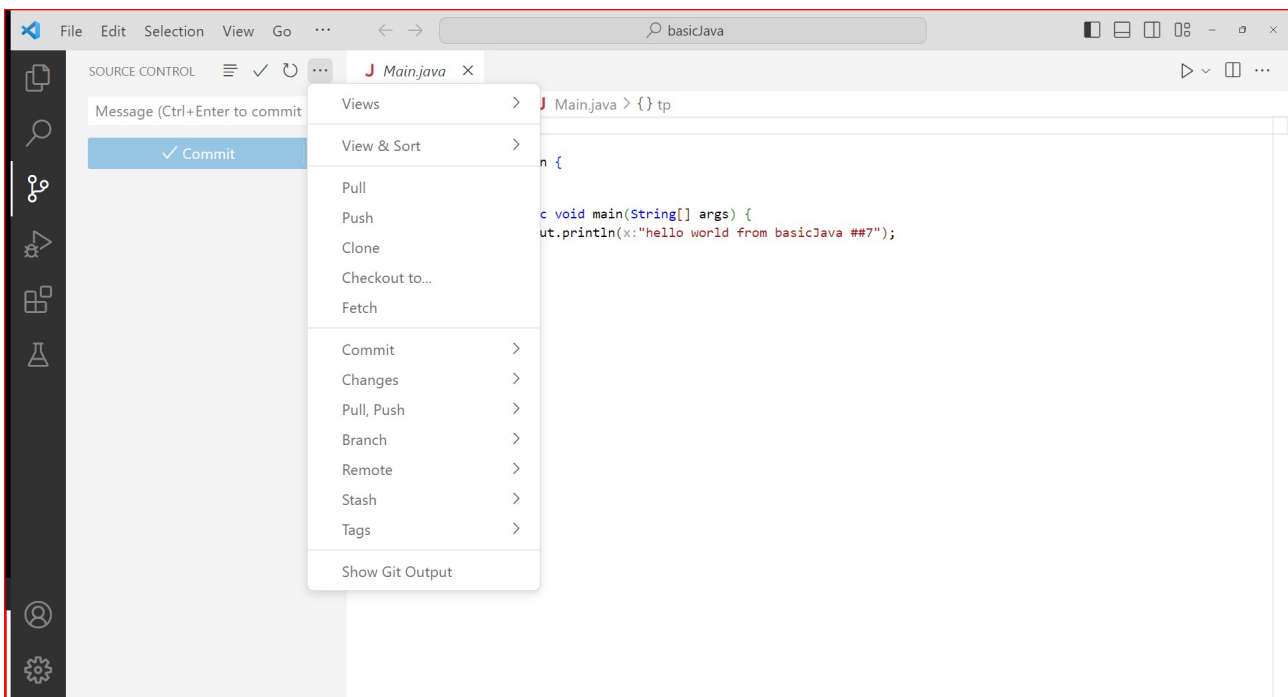 File Edit Selection View Go ··· basicJava
SOURCE CONTROL ··· J Main.java ···
Message (Ctrl+Enter to commit
J Main.java > {} tp
Commit
Views
View & Sort
Pull
Push
Clone
Checkout to...
Fetch
Commit
Changes
Pull, Push
Branch
Remote
Stash
Tags
Show Git Output
n {
c void main(String[] args) {
ut.println(x:"hello world from basicJava ##7");